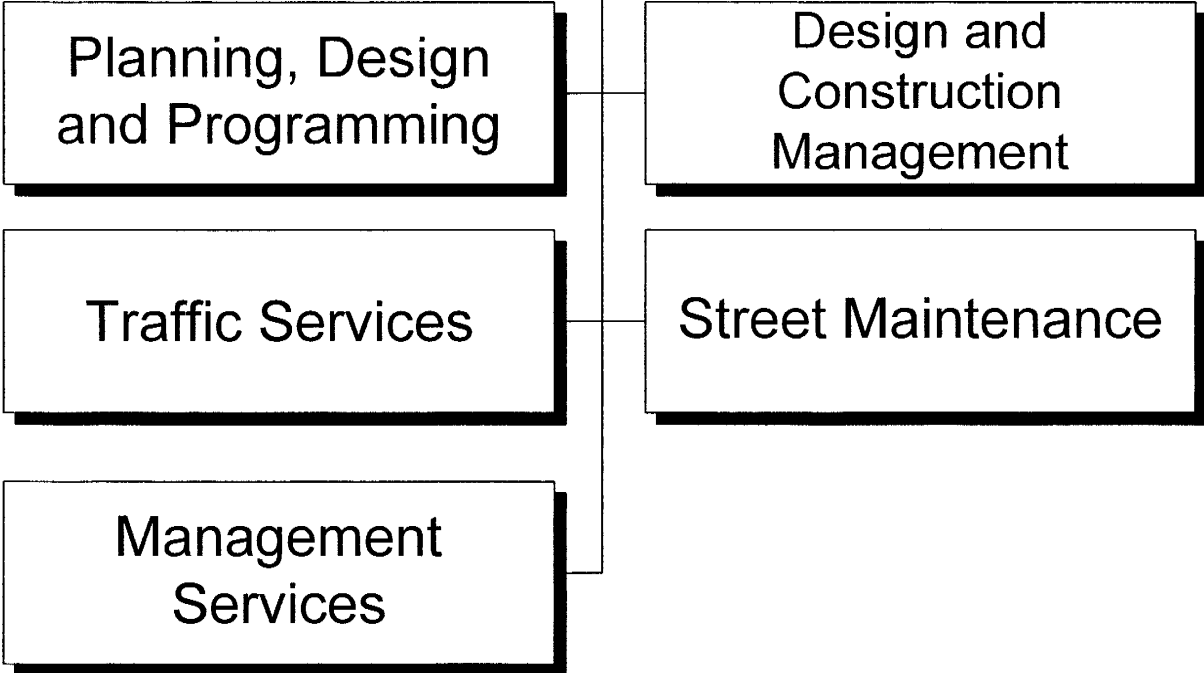 Planning, Design
and Programming
Design and
Construction
Management
Traffic Services
Street Maintenance
Management
Services